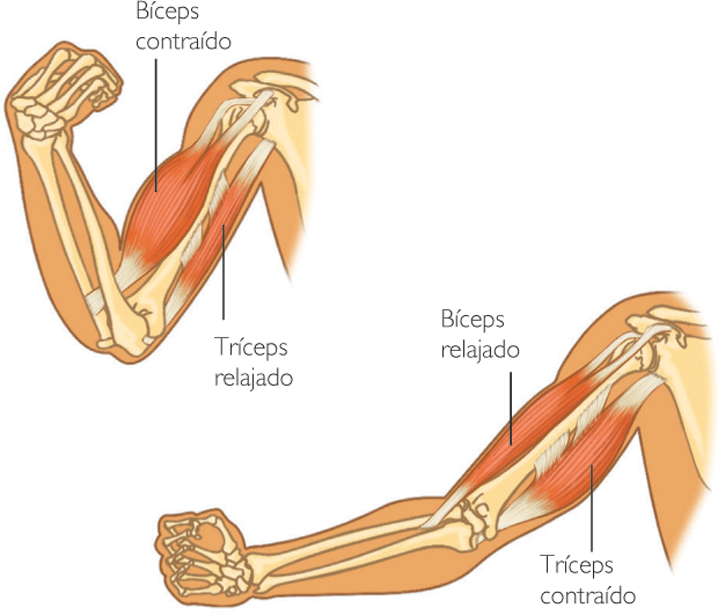 Bíceps
contraído
Tríceps
relajado
Bíceps
relajado
Tríceps
contraído